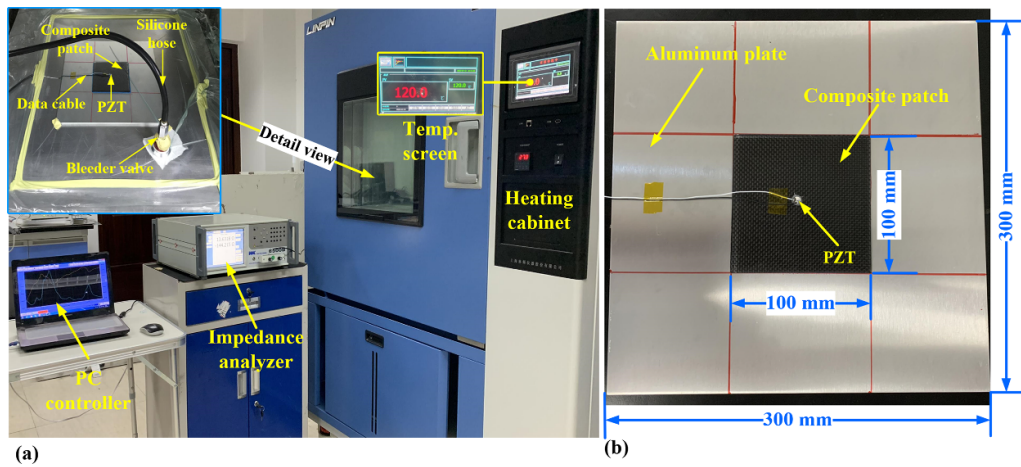 Composite
patch
Silicone
hose
Data cable
PZT
Bleeder valve
Detail view
LINPIN
120.0
Temp.
screen
Heating
cabinet
Impedance
analyzer
PC
controller
(a)
Aluminum plate
Composite patch
PZT
100 mm
100 mm
300 mm
300 mm
(b)